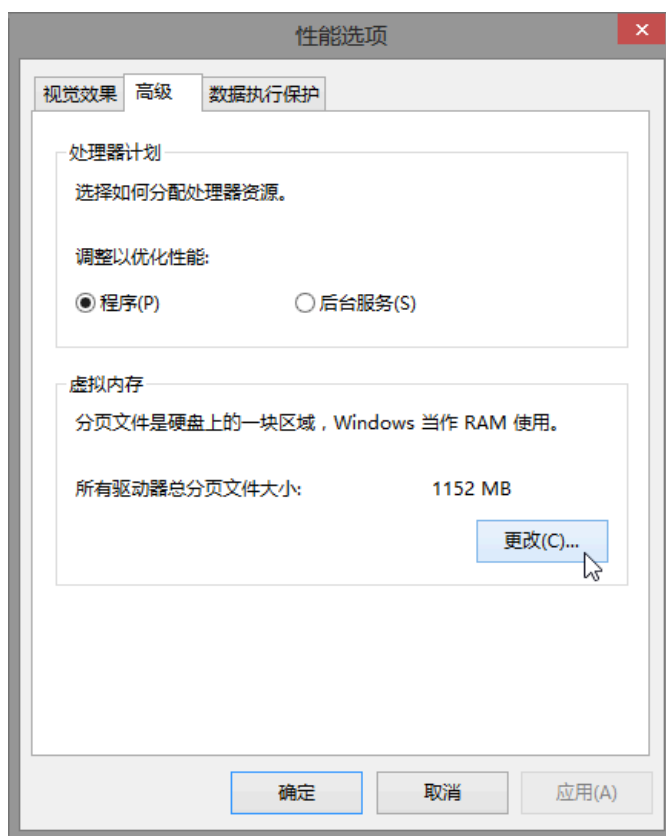 性能选项
视觉效果 高级 数据执行保护
处理器计划
选择如何分配处理器资源。
调整以优化性能:
程序(P) 后台服务(S)
虚拟内存
分页文件是硬盘上的一块区域，Windows 当作 RAM 使用。
所有驱动器总分页文件大小: 1152 MB
更改(C)...
确定 取消 应用(A)